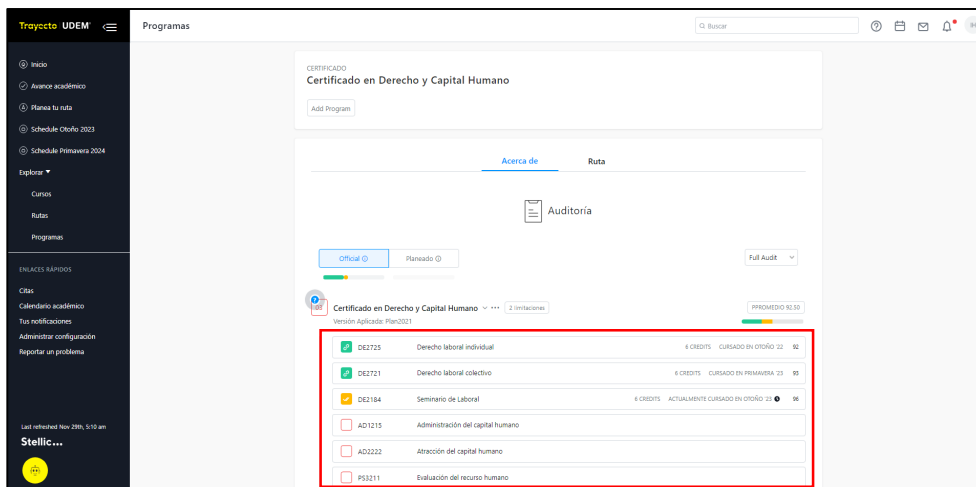 Trayecto UDEM
Programas
Buscar
Inicio
Avance académico
Planea tu ruta
Schedule Otoño 2023
Schedule Primavera 2024
Explorar
Cursos
Rutas
Programas
ENLACES RÁPIDOS
Citas
Calendario académico
Tus notificaciones
Administrar configuración
Reportar un problema
Last refreshed Nov 29th, 5:10 am
Stellic...
CERTIFICADO
Certificado en Derecho y Capital Humano
Add Program
Acerca de Ruta
Auditoría
Official Planeado Full Audit
Certificado en Derecho y Capital Humano ... 2 limitaciones PPROMEDIO 92.50
Versión Aplicada: Plan2021
DE2725 Derecho laboral individual 6 CREDITS CURSADO EN OTOÑO '22 92
DE2721 Derecho laboral colectivo 6 CREDITS CURSADO EN PRIMAVERA '23 93
DE2184 Seminario de Laboral 6 CREDITS ACTUALMENTE CURSADO EN OTOÑO '23 96
AD1215 Administración del capital humano
AD2222 Atracción del capital humano
PS3211 Evaluación del recurso humano